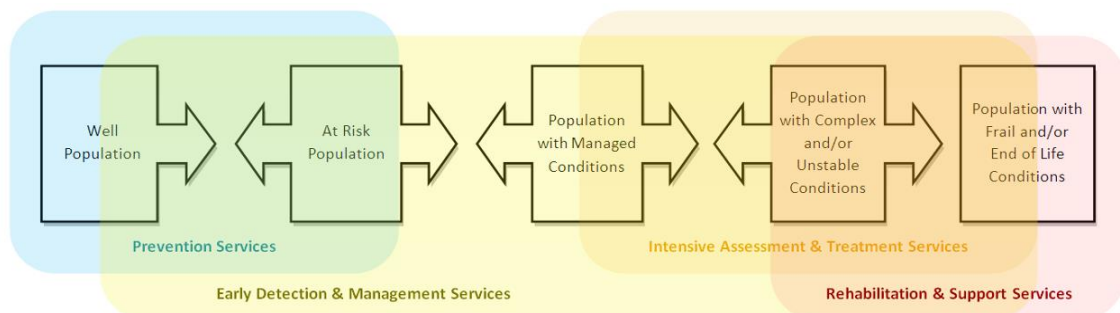 Well
Population
At Risk
Population
Population
with Managed
Conditions
Population
with Complex
and/or
Unstable
Conditions
Population with
Frail and/or
End of Life
Conditions
Prevention Services
Intensive Assessment & Treatment Services
Early Detection & Management Services
Rehabilitation & Support Services